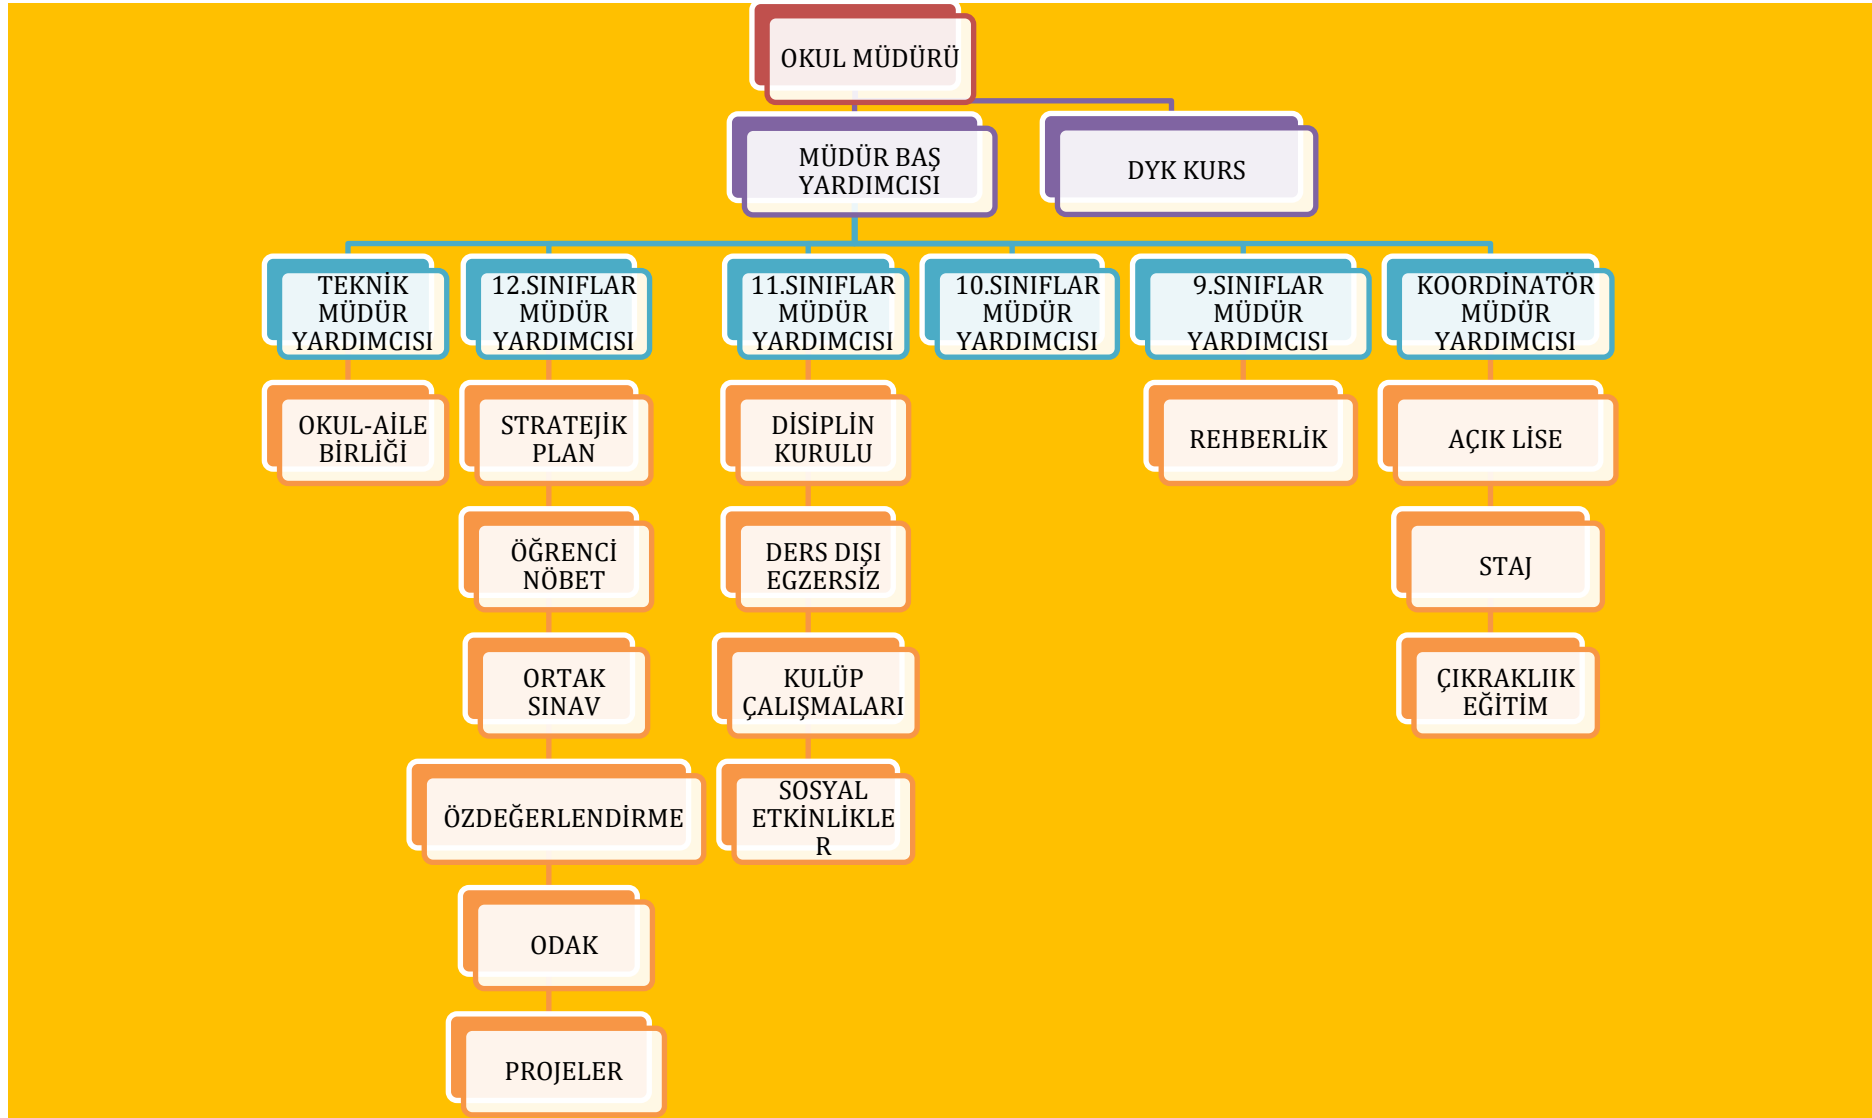 OKUL MÜDÜRÜ
MÜDÜR BAŞ
YARDIMCISI
DYK KURS
TEKNİK
MÜDÜR
YARDIMCISI
12.SINIFLAR
MÜDÜR
YARDIMCISI
11.SINIFLAR
MÜDÜR
YARDIMCISI
10.SINIFLAR
MÜDÜR
YARDIMCISI
9.SINIFLAR
MÜDÜR
YARDIMCISI
KOORDİNATÖR
MÜDÜR
YARDIMCISI
OKUL-AİLE
BİRLİĞİ
STRATEJİK
PLAN
DİSİPLİN
KURULU
REHBERLİK
AÇIK LİSE
ÖĞRENCİ
NÖBET
DERS DIŞI
EGZERSİZ
STAJ
ORTAK
SINAV
KULÜP
ÇALIŞMALARI
ÇIKRAKLIIK
EĞİTİM
ÖZDEĞERLENDİRME
SOSYAL
ETKİNLİKLE
R
ODAK
PROJELER